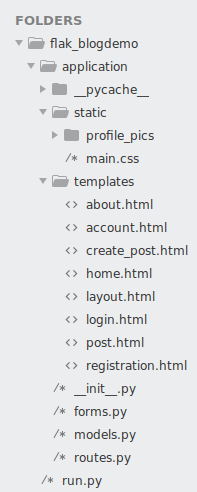 FOLDERS
flak_blogdemo
application
__pycache__
static
profile_pics
/* main.css
templates
<> about.html
<> account.html
<> create_post.html
<> home.html
<> layout.html
<> login.html
<> post.html
<> registration.html
/* __init__.py
/* forms.py
/* models.py
/* routes.py
/* run.py